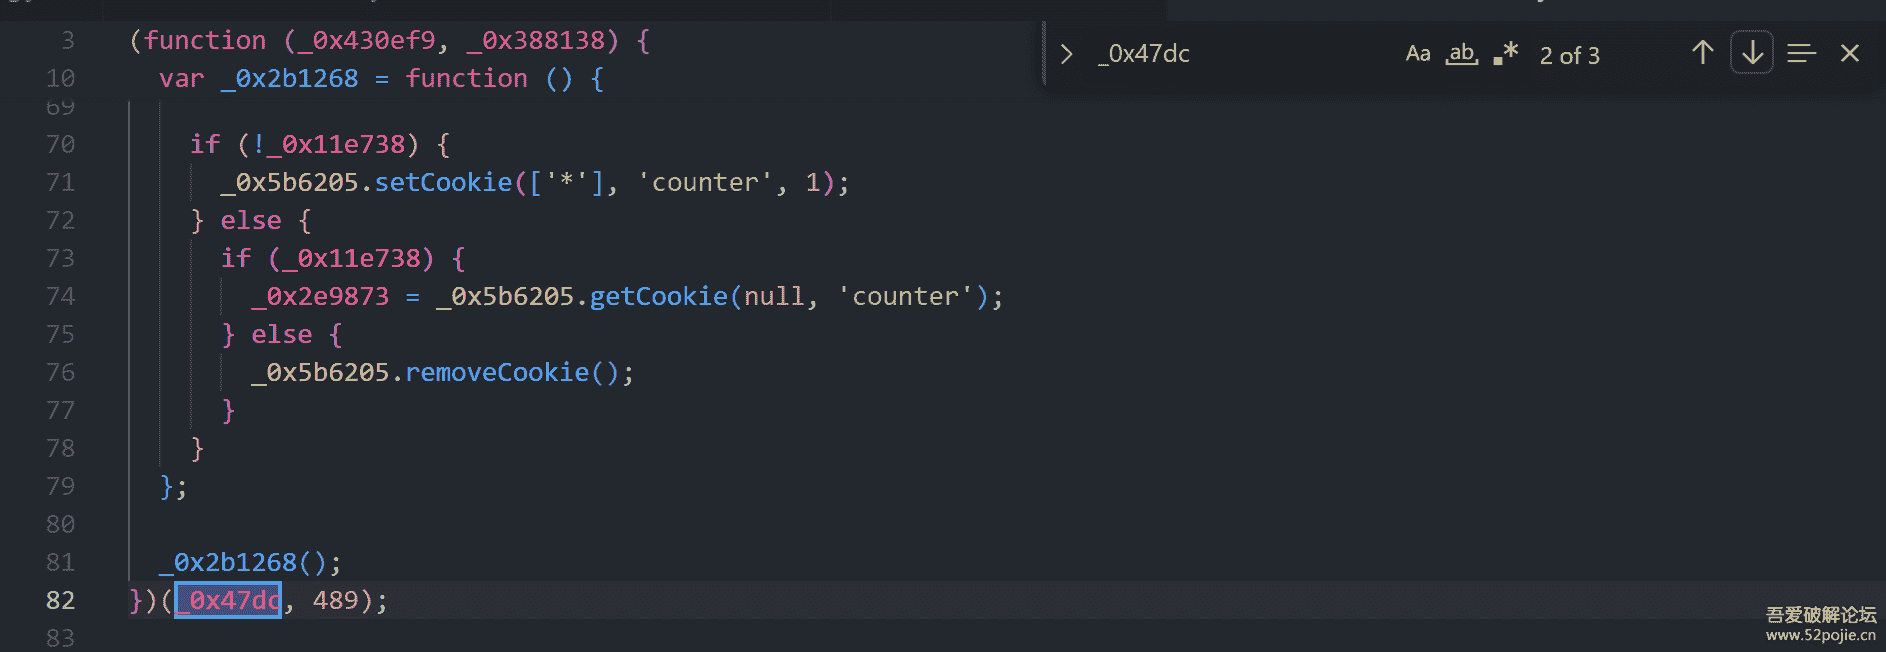 3 (function (_0x430ef9, _0x388138) {
10 var _0x2b1268 = function () {
_0x47dc Aa ab .* 2 of 3
69
70 if (!_0x11e738) {
71 _0x5b6205.setCookie(['*'], 'counter', 1);
72 } else {
73 if (_0x11e738) {
74 _0x2e9873 = _0x5b6205.getCookie(null, 'counter');
75 } else {
76 _0x5b6205.removeCookie();
77 }
78 }
79 };
80
81 _0x2b1268();
82 })(_0x47dc, 489);
83
吾爱破解论坛
www.52pojie.cn